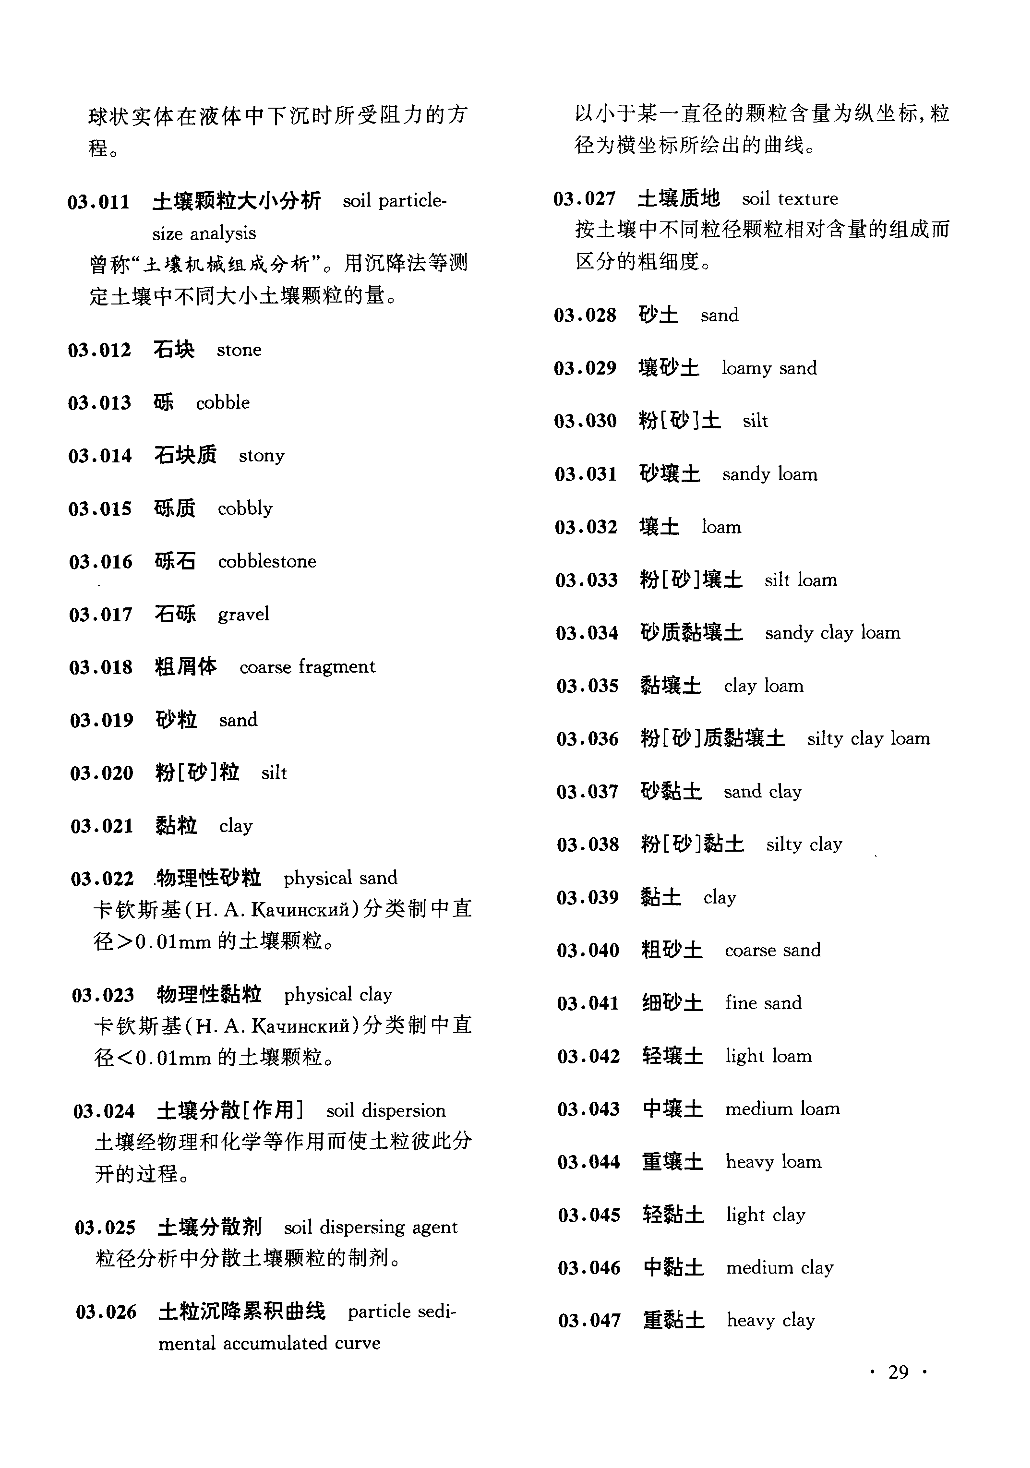 球状实体在液体中下沉时所受阻力的方
程。
03.011 土壤颗粒大小分析 soil particle-
size analysis
曾称“土壤机械组成分析”。用沉降法等测
定土壤中不同大小土壤颗粒的量。
03.012 石块 stone
03.013 砾 cobble
03.014 石块质 stony
03.015 砾质 cobbly
03.016 砾石 cobblestone
03.017 石砾 gravel
03.018 粗屑体 coarse fragment
03.019 砂粒 sand
03.020 粉[砂]粒 silt
03.021 黏粒 clay
03.022 物理性砂粒 physical sand
卡钦斯基(Н. А. Качинский)分类制中直
径>0.01mm 的土壤颗粒。
03.023 物理性黏粒 physical clay
卡钦斯基(Н. А. Качинский)分类制中直
径<0.01mm 的土壤颗粒。
03.024 土壤分散[作用] soil dispersion
土壤经物理和化学等作用而使土粒彼此分
开的过程。
03.025 土壤分散剂 soil dispersing agent
粒径分析中分散土壤颗粒的制剂。
03.026 土粒沉降累积曲线 particle sedi-
mental accumulated curve
以小于某一直径的颗粒含量为纵坐标,粒
径为横坐标所绘出的曲线。
03.027 土壤质地 soil texture
按土壤中不同粒径颗粒相对含量的组成而
区分的粗细度。
03.028 砂土 sand
03.029 壤砂土 loamy sand
03.030 粉[砂]土 silt
03.031 砂壤土 sandy loam
03.032 壤土 loam
03.033 粉[砂]壤土 silt loam
03.034 砂质黏壤土 sandy clay loam
03.035 黏壤土 clay loam
03.036 粉[砂]质黏壤土 silty clay loam
03.037 砂黏土 sand clay
03.038 粉[砂]黏土 silty clay
03.039 黏土 clay
03.040 粗砂土 coarse sand
03.041 细砂土 fine sand
03.042 轻壤土 light loam
03.043 中壤土 medium loam
03.044 重壤土 heavy loam
03.045 轻黏土 light clay
03.046 中黏土 medium clay
03.047 重黏土 heavy clay
· 29 ·